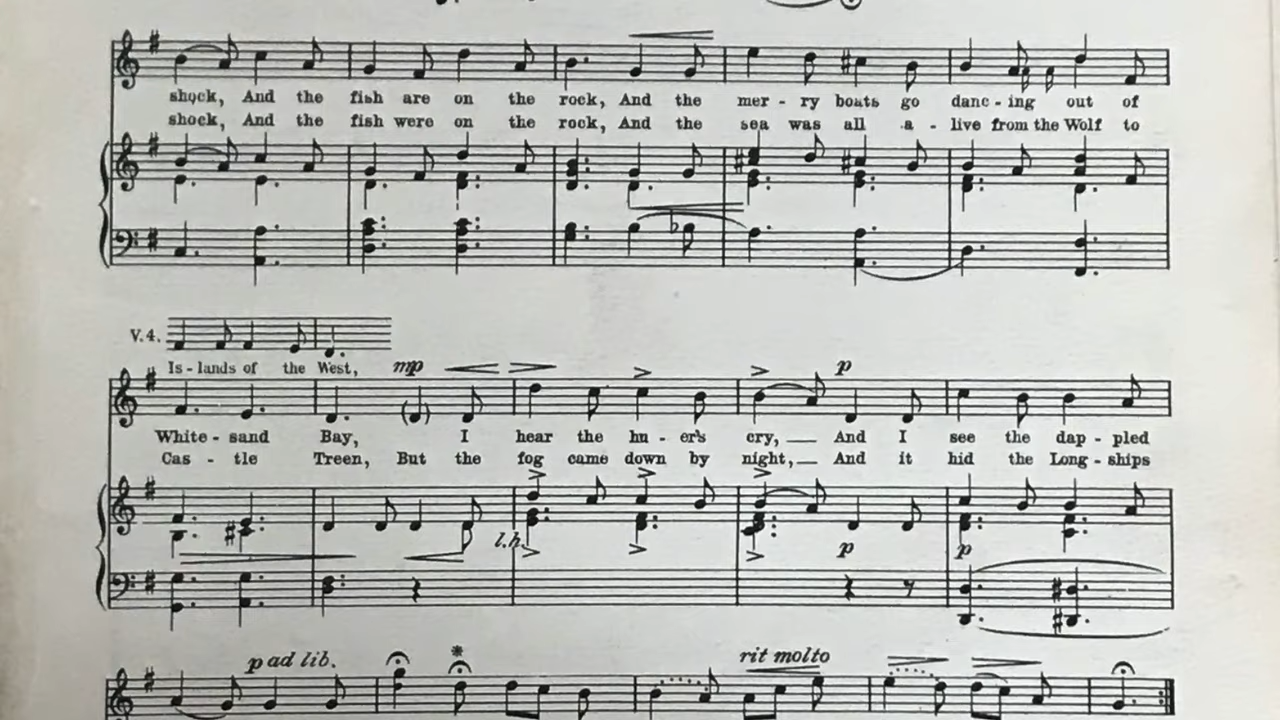 shock, And the fish are on the rock, And the mer - ry boats go danc - ing out of
shock, And the fish were on the rock, And the sea was all a - live from the Wolf to
V.4.
Is - lands of the West,
mp
p
White - sand Bay, I hear the hu - er's cry, And I see the dap - pled
Cas - tle Treen, But the fog came down by night, And it hid the Long - ships
l.h.
p
p
p ad lib.
*
rit molto